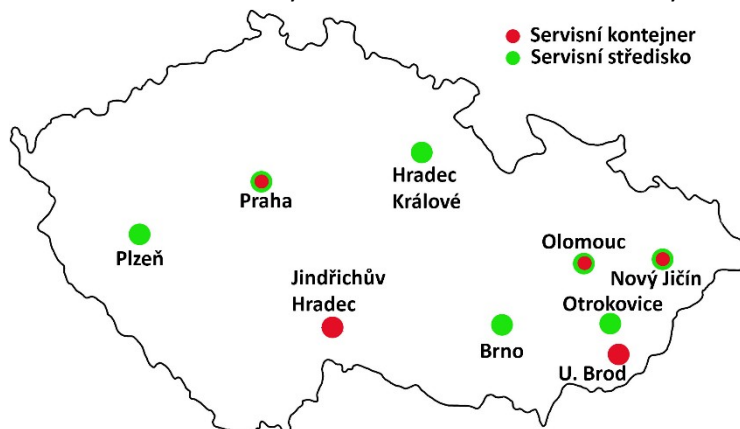 Servisní kontejner
Servisní středisko
Hradec
Králové
Praha
Plzeň
Olomouc
Nový Jičín
Jindřichův
Hradec
Otrokovice
Brno
U. Brod